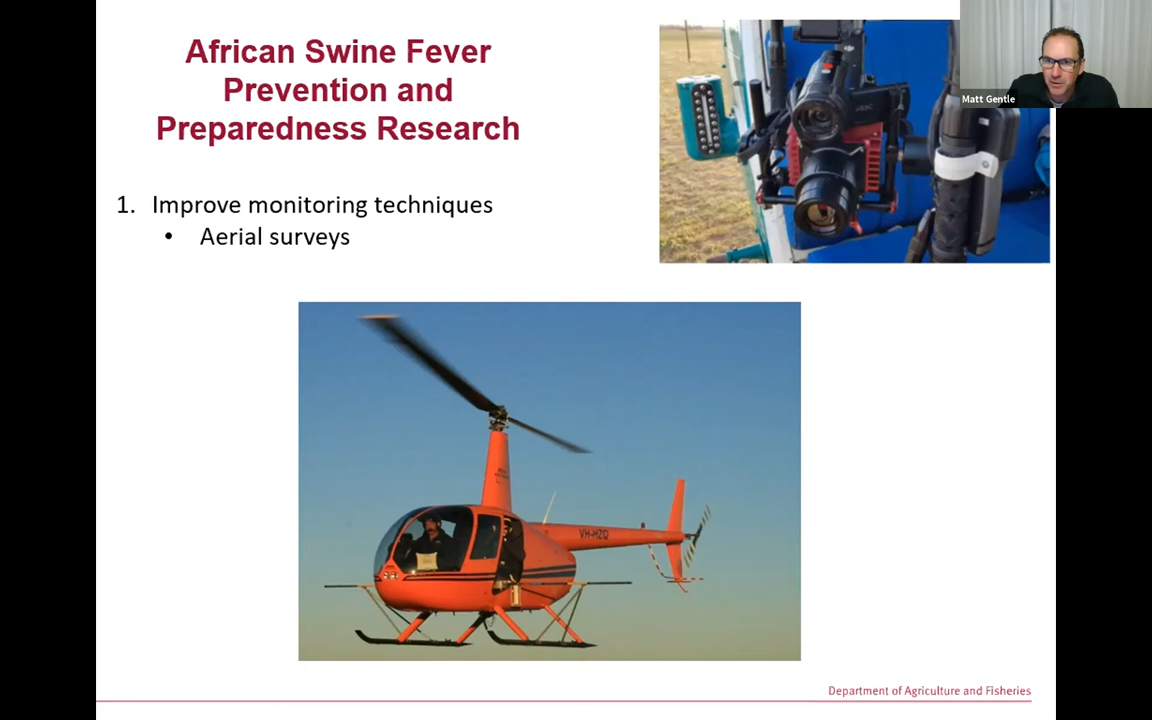 African Swine Fever
Prevention and
Preparedness Research
Matt Gentle
1. Improve monitoring techniques
• Aerial surveys
VH-HZQ
Department of Agriculture and Fisheries